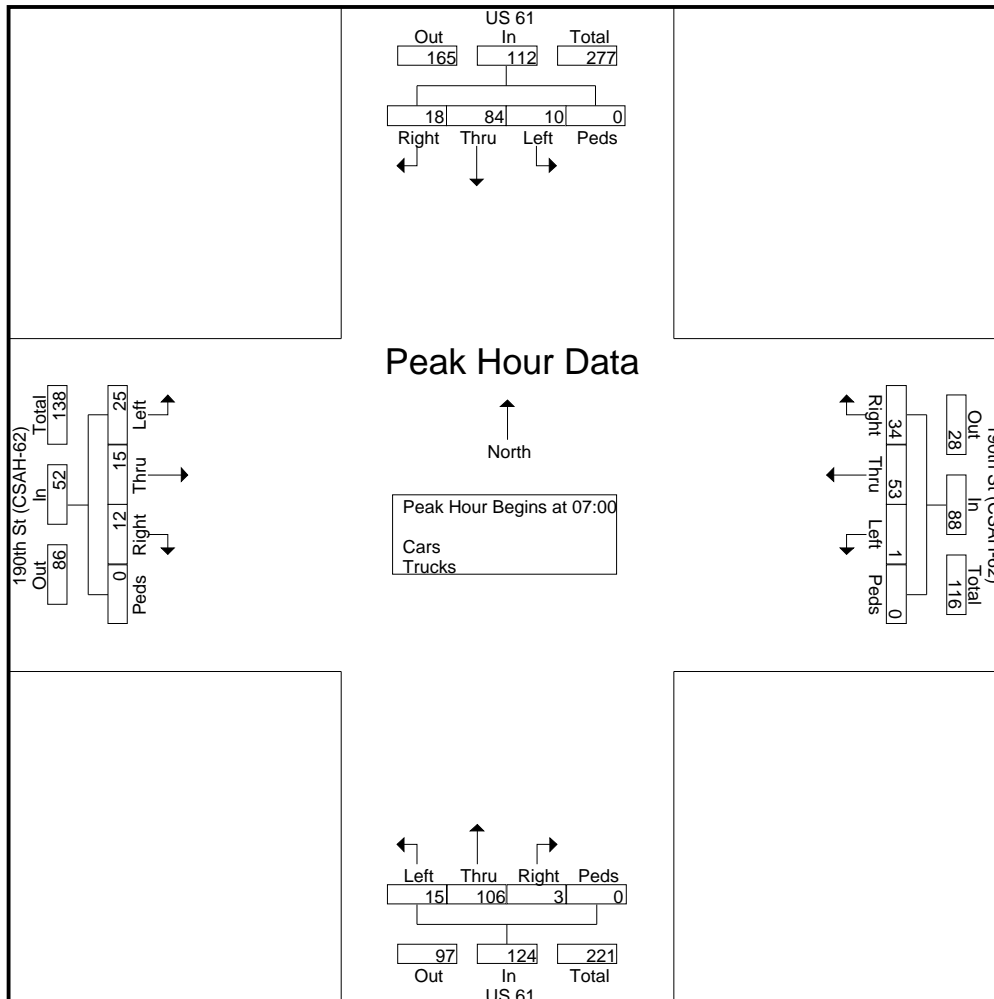 US 61
Out In Total
165 112 277
18 84 10 0
Right Thru Left Peds
Peak Hour Data
North
Peak Hour Begins at 07:00
Cars
Trucks
190th St (CSAH-62)
Total In Out
138 52 86
25 15 12 0
Left Thru Right Peds
Right Thru Left Peds
34 53 1 0
28 88 116
Out In Total
190th St (CSAH-62)
Left Thru Right Peds
15 106 3 0
97 124 221
Out In Total
US 61